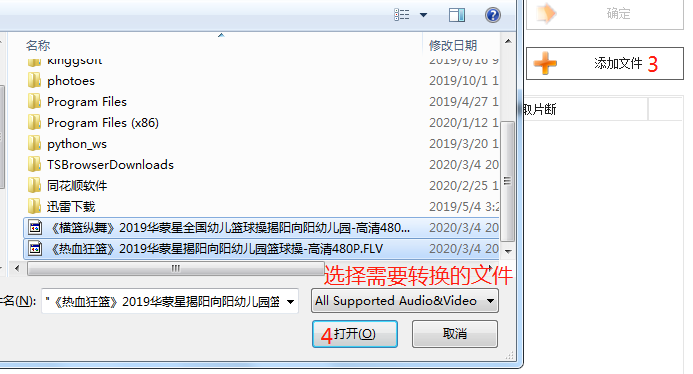 确定
名称 修改日期
kinggsoft 2019/6/16 9
photoes 2019/10/1 1
Program Files 2019/4/27 1
Program Files (x86) 2020/1/12 1
python_ws 2019/3/20 1
TSBrowserDownloads 2020/3/4 20
同花顺软件 2020/2/25 1
迅雷下载 2019/5/4 3:2
《横篮纵舞》2019华蒙星全国幼儿篮球操揭阳向阳幼儿园-高清480... 2020/3/4 20
《热血狂篮》2019华蒙星揭阳向阳幼儿园篮球操-高清480P.FLV 2020/3/4 20
选择需要转换的文件
件名(N): "《热血狂篮》2019华蒙星揭阳向阳幼儿园篮 All Supported Audio&Video
4打开(O) 取消
添加文件 3
取片断